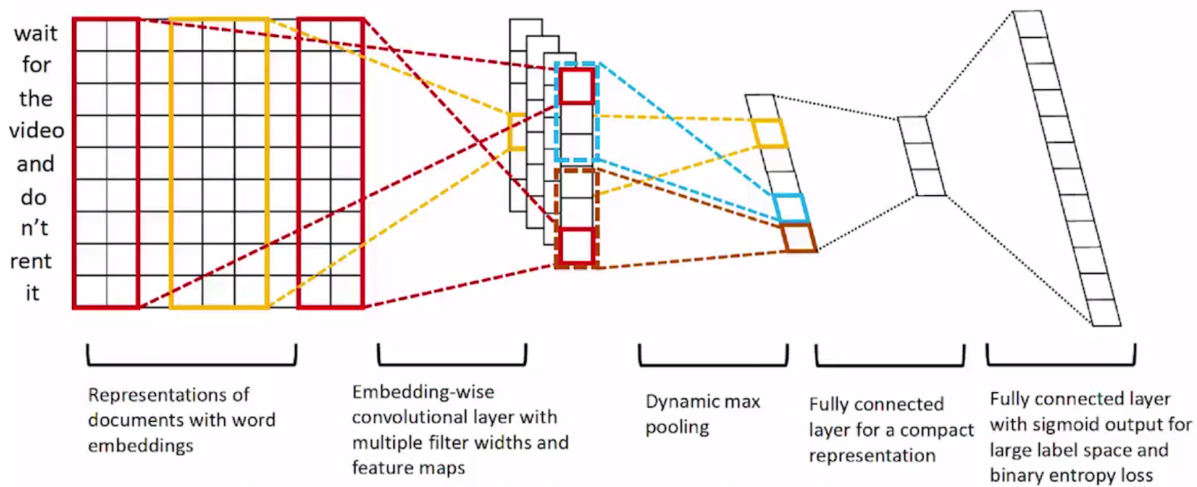 wait
for
the
video
and
do
n't
rent
it
Representations of
documents with word
embeddings
Embedding-wise
convolutional layer with
multiple filter widths and
feature maps
Dynamic max
pooling
Fully connected
layer for a compact
representation
Fully connected layer
with sigmoid output for
large label space and
binary entropy loss